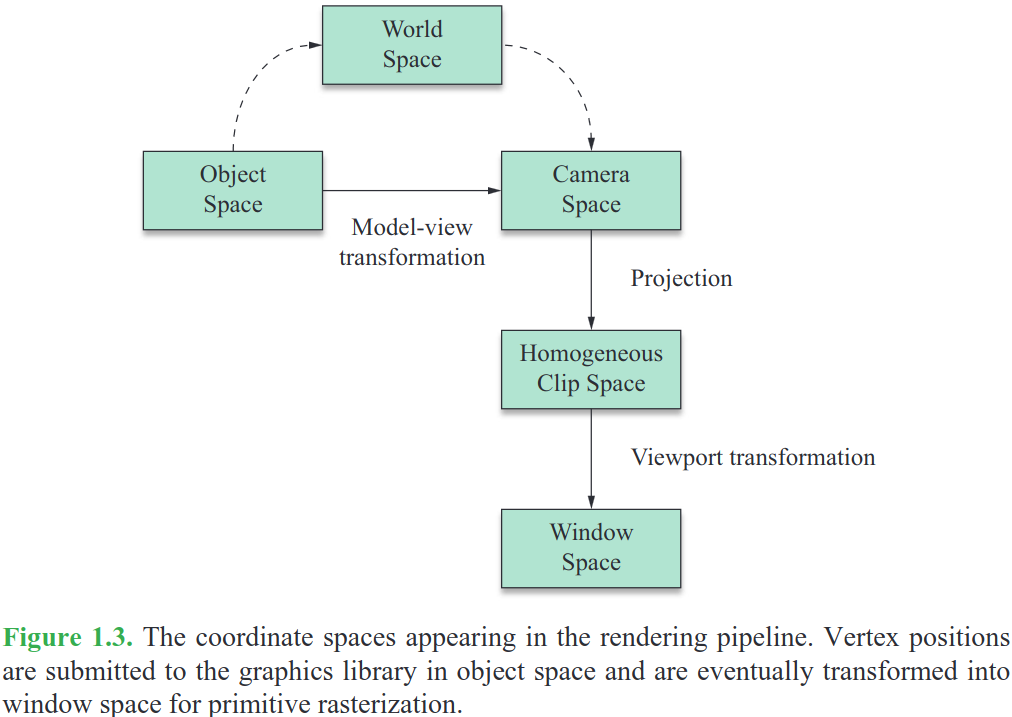 World
Space
Object
Space
Camera
Space
Model-view
transformation
Projection
Homogeneous
Clip Space
Viewport transformation
Window
Space
Figure 1.3. The coordinate spaces appearing in the rendering pipeline. Vertex positions
are submitted to the graphics library in object space and are eventually transformed into
window space for primitive rasterization.